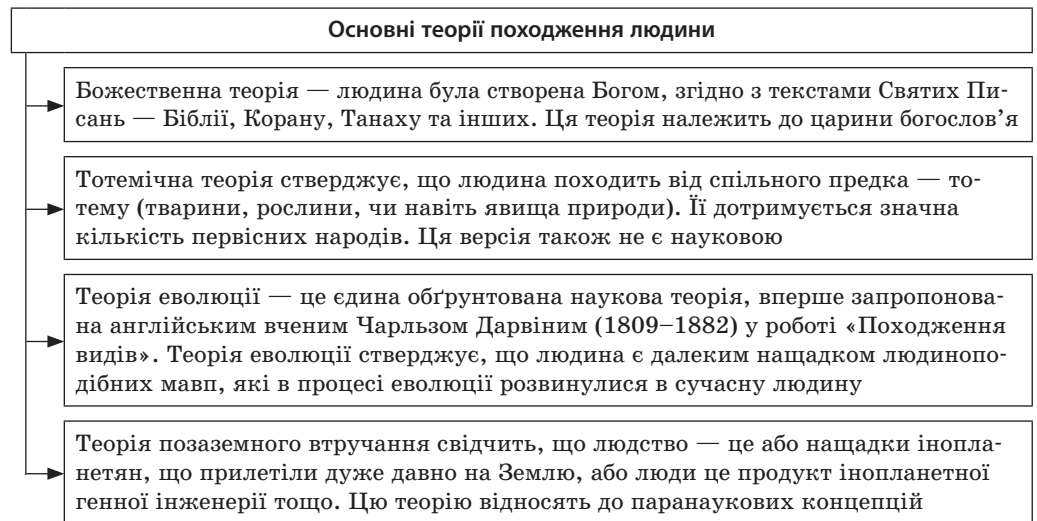 Основні теорії походження людини
Божественна теорія — людина була створена Богом, згідно з текстами Святих Пи-
сань — Біблії, Корану, Танаху та інших. Ця теорія належить до царини богослов’я
Тотемічна теорія стверджує, що людина походить від спільного предка — то-
тему (тварини, рослини, чи навіть явища природи). Її дотримується значна
кількість первісних народів. Ця версія також не є науковою
Теорія еволюції — це єдина обґрунтована наукова теорія, вперше запропонова-
на англійським вченим Чарльзом Дарвіним (1809–1882) у роботі «Походження
видів». Теорія еволюції стверджує, що людина є далеким нащадком людинопо-
дібних мавп, які в процесі еволюції розвинулися в сучасну людину
Теорія позаземного втручання свідчить, що людство — це або нащадки інопла-
нетян, що прилетіли дуже давно на Землю, або люди це продукт інопланетної
генної інженерії тощо. Цю теорію відносять до паранаукових концепцій